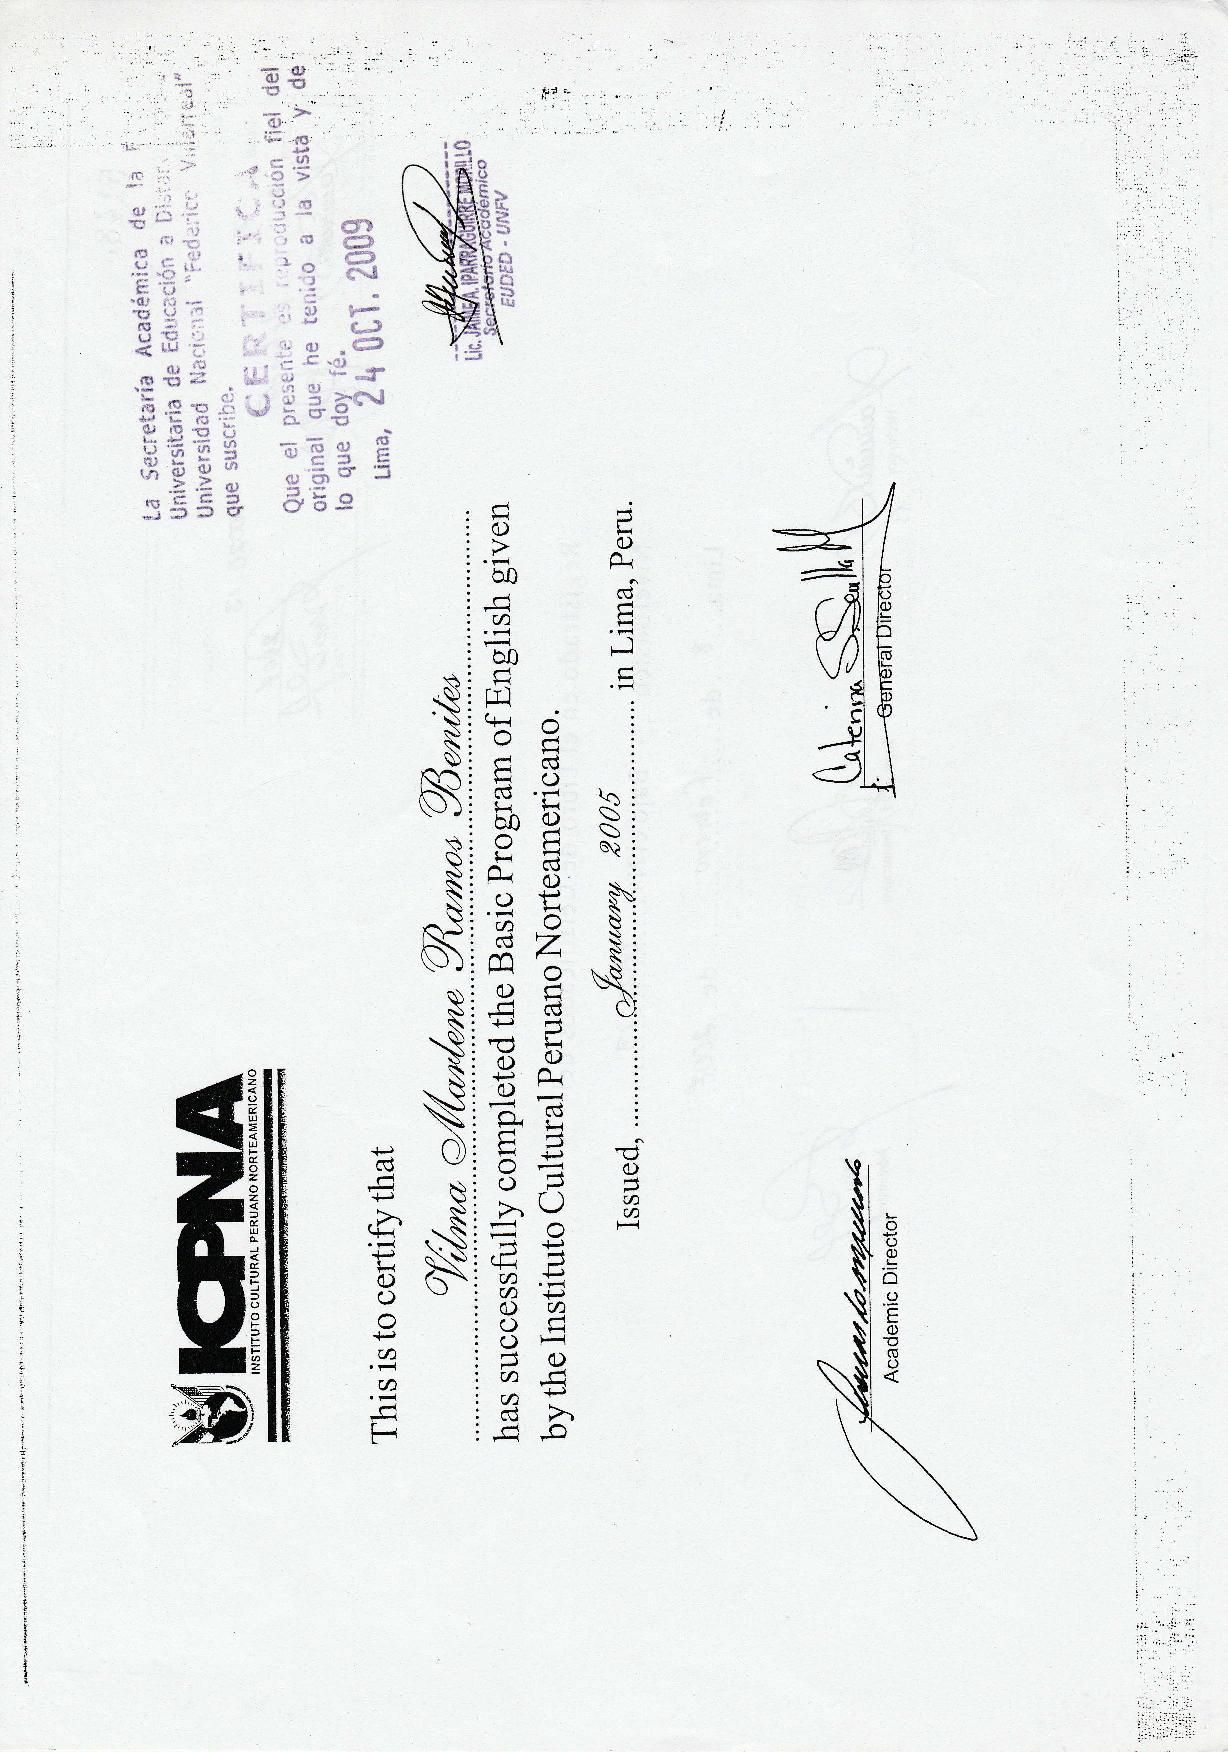 ICPNA
INSTITUTO CULTURAL PERUANO NORTEAMERICANO
La Secretaría Académica de la
Universitaria de Educación a
Universidad Nacional "Federico Villarreal"
que suscribe.
CERTIFICA
Que el presente es reproducción fiel del
original que he tenido a la vista y de
lo que doy fé.
Lima, 24 OCT. 2009
Lic. JAIME A. IPARRAGUIRRE
Secretario Académico
EUDED - UNFV
This is to certify that
Vilma Marlene Ramos Benites
has successfully completed the Basic Program of English given
by the Instituto Cultural Peruano Norteamericano.
Issued, January 2005 in Lima, Peru.
Academic Director
Caterina
General Director